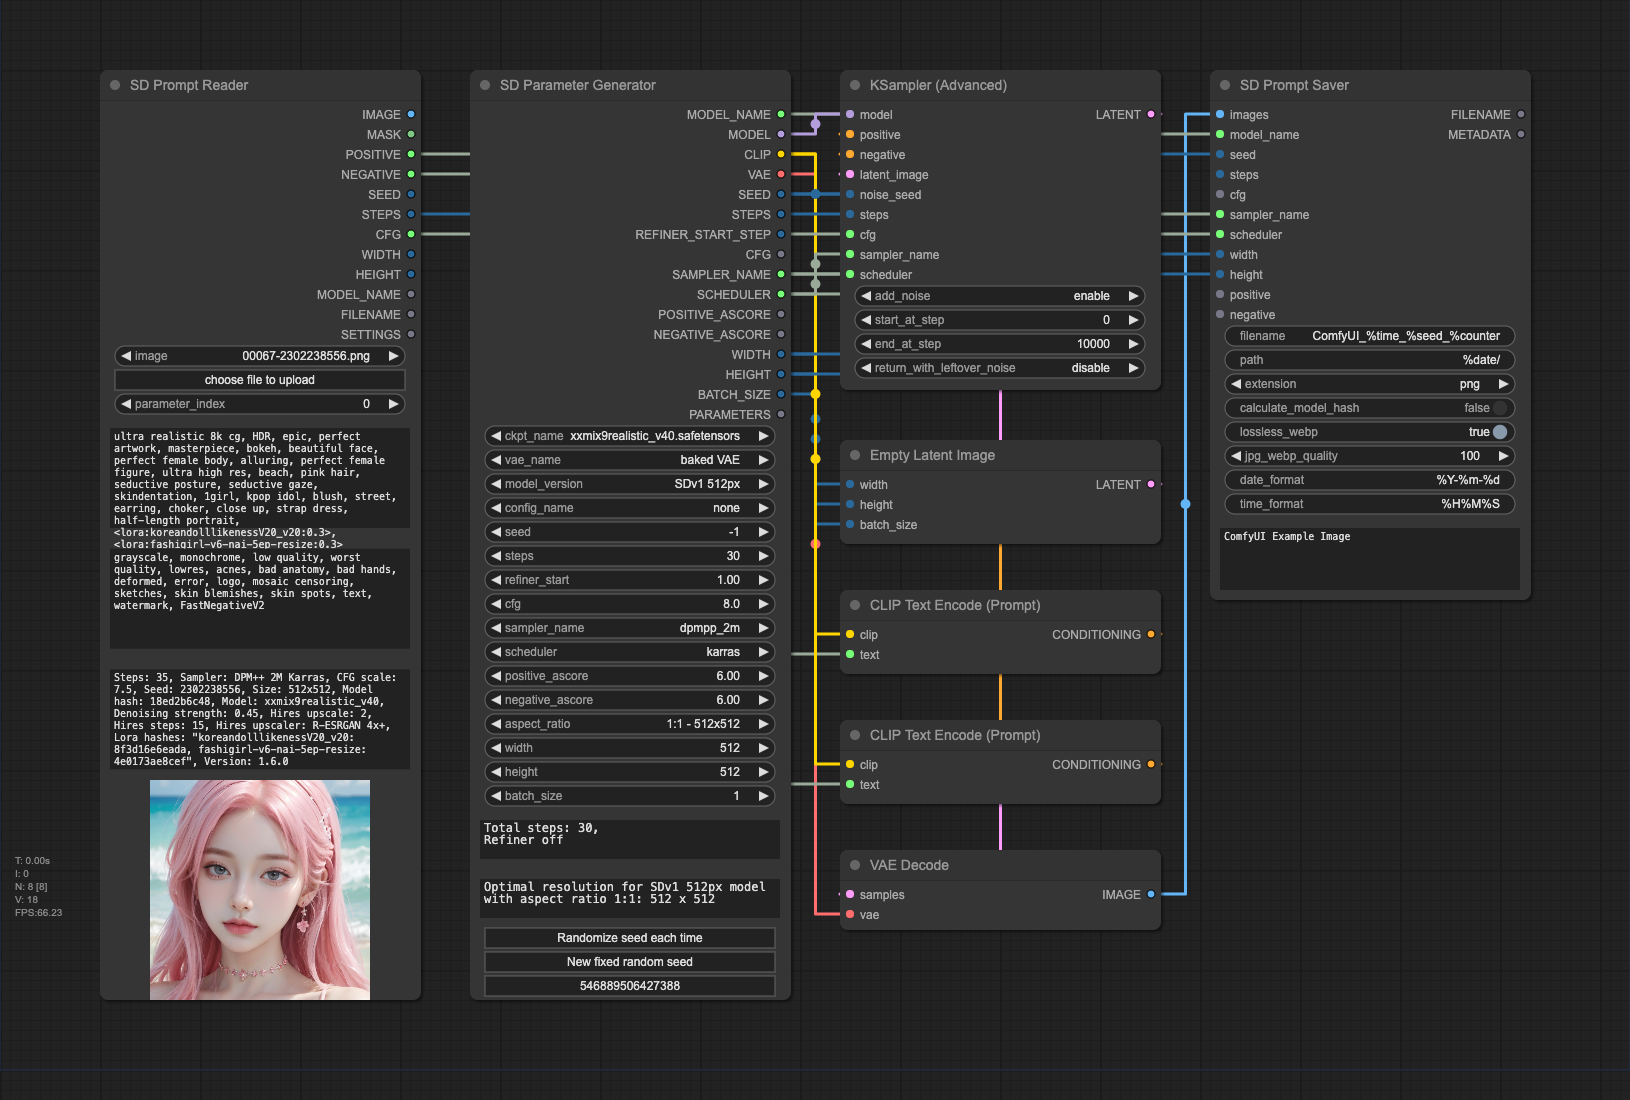 SD Prompt Reader
IMAGE
MASK
POSITIVE
NEGATIVE
SEED
STEPS
CFG
WIDTH
HEIGHT
MODEL_NAME
FILENAME
SETTINGS
image 00067-2302238556.png
choose file to upload
parameter_index 0
ultra realistic 8k cg, HDR, epic, perfect
artwork, masterpiece, bokeh, beautiful face,
perfect female body, alluring, perfect female
figure, ultra high res, beach, pink hair,
seductive posture, seductive gaze,
skindentation, 1girl, kpop idol, blush, street,
earring, choker, close up, strap dress,
half-length portrait,
<lora:koreandolllikenessV20_v20:0.3>,
<lora:fashigirl-v6-nai-5ep-resize:0.3>
grayscale, monochrome, low quality, worst
quality, lowres, acnes, bad anatomy, bad hands,
deformed, error, logo, mosaic censoring,
sketches, skin blemishes, skin spots, text,
watermark, FastNegativeV2
Steps: 35, Sampler: DPM++ 2M Karras, CFG scale:
7.5, Seed: 2302238556, Size: 512x512, Model
hash: 18ed2b6c48, Model: xxmix9realistic_v40,
Denoising strength: 0.45, Hires upscale: 2,
Hires steps: 15, Hires upscaler: R-ESRGAN 4x+,
Lora hashes: "koreandolllikenessV20_v20:
8f3d16e6eada, fashigirl-v6-nai-5ep-resize:
4e0173ae8cef", Version: 1.6.0
T: 0.00s
I: 0
N: 8 [8]
V: 18
FPS:66.23
SD Parameter Generator
MODEL_NAME
MODEL
CLIP
VAE
SEED
STEPS
REFINER_START_STEP
CFG
SAMPLER_NAME
SCHEDULER
POSITIVE_ASCORE
NEGATIVE_ASCORE
WIDTH
HEIGHT
BATCH_SIZE
PARAMETERS
ckpt_name xxmix9realistic_v40.safetensors
vae_name baked VAE
model_version SDv1 512px
config_name none
seed -1
steps 30
refiner_start 1.00
cfg 8.0
sampler_name dpmpp_2m
scheduler karras
positive_ascore 6.00
negative_ascore 6.00
aspect_ratio 1:1 - 512x512
width 512
height 512
batch_size 1
Total steps: 30,
Refiner off
Optimal resolution for SDv1 512px model
with aspect ratio 1:1: 512 x 512
Randomize seed each time
New fixed random seed
546889506427388
KSampler (Advanced)
model LATENT
positive
negative
latent_image
noise_seed
steps
cfg
sampler_name
scheduler
add_noise enable
start_at_step 0
end_at_step 10000
return_with_leftover_noise disable
Empty Latent Image
width LATENT
height
batch_size
CLIP Text Encode (Prompt)
clip CONDITIONING
text
CLIP Text Encode (Prompt)
clip CONDITIONING
text
VAE Decode
samples IMAGE
vae
SD Prompt Saver
images FILENAME
model_name METADATA
seed
steps
cfg
sampler_name
scheduler
width
height
positive
negative
filename ComfyUI_%time_%seed_%counter
path %date/
extension png
calculate_model_hash false
lossless_webp true
jpg_webp_quality 100
date_format %Y-%m-%d
time_format %H%M%S
ComfyUI Example Image